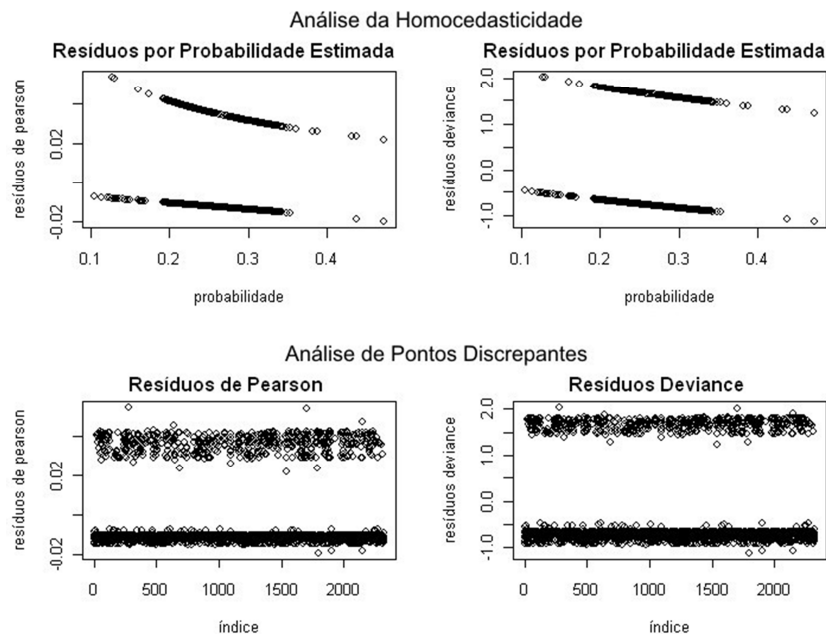 Análise da Homocedasticidade
Resíduos por Probabilidade Estimada
resíduos de pearson
0.02
-0.02
0.1 0.2 0.3 0.4
probabilidade
Resíduos por Probabilidade Estimada
resíduos deviance
2.0
1.0
0.0
-1.0
0.1 0.2 0.3 0.4
probabilidade
Análise de Pontos Discrepantes
Resíduos de Pearson
resíduos de pearson
0.02
-0.02
0 500 1000 1500 2000
índice
Resíduos Deviance
resíduos deviance
2.0
1.0
0.0
-1.0
0 500 1000 1500 2000
índice